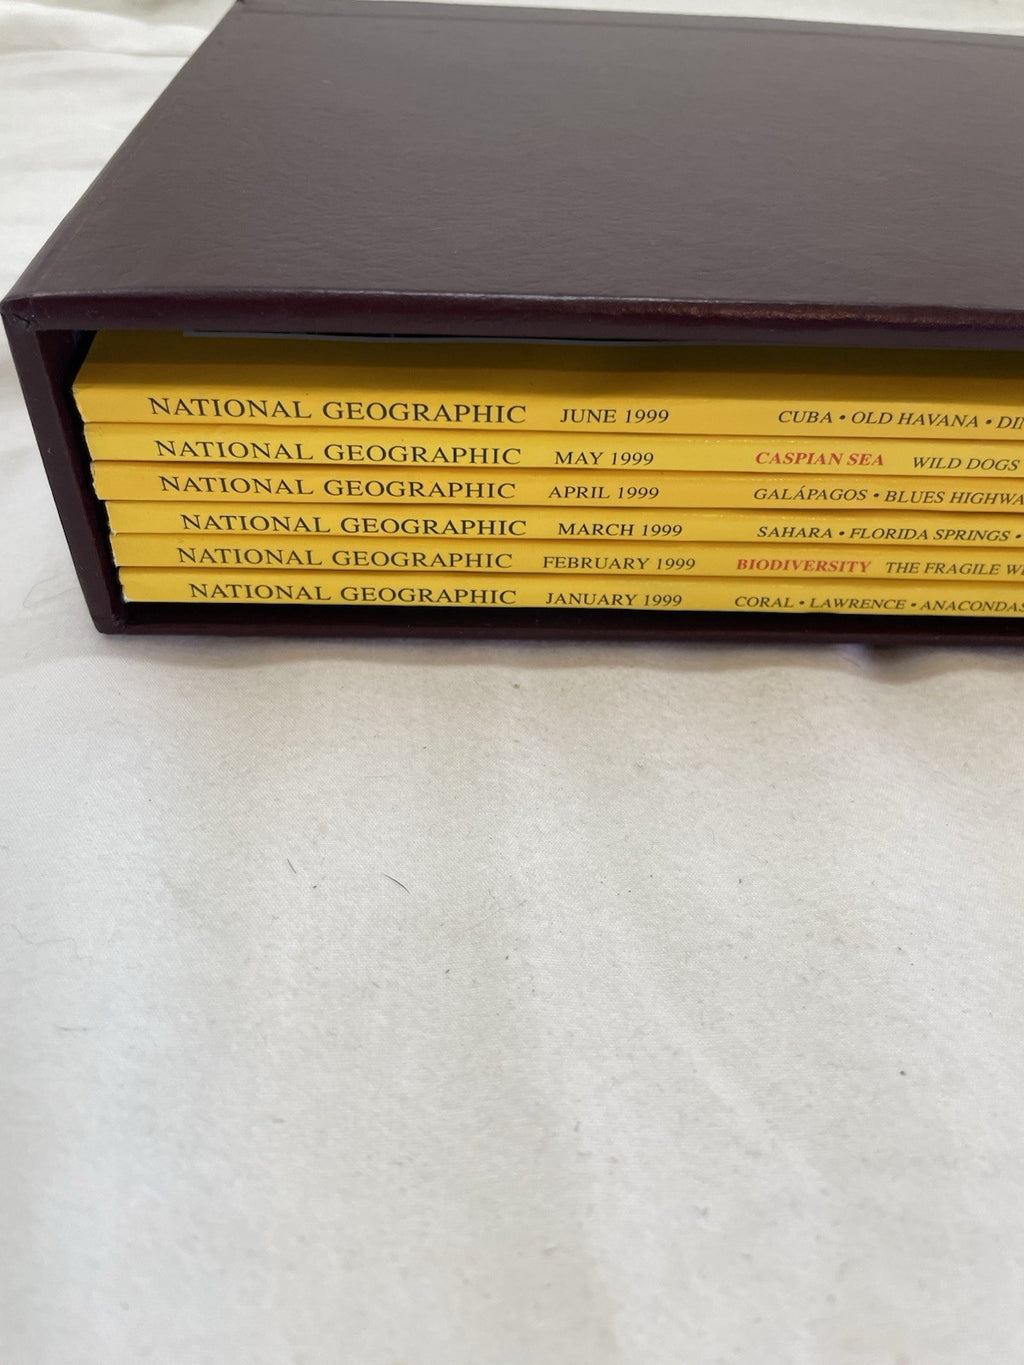 NATIONAL GEOGRAPHIC JUNE 1999 CUBA • OLD HAVANA •
NATIONAL GEOGRAPHIC MAY 1999 CASPIAN SEA WILD DOGS
NATIONAL GEOGRAPHIC APRIL 1999 GALÁPAGOS • BLUES
NATIONAL GEOGRAPHIC MARCH 1999 SAHARA • FLORIDA SPRINGS •
NATIONAL GEOGRAPHIC FEBRUARY 1999 BIODIVERSITY THE FRAGILE
NATIONAL GEOGRAPHIC JANUARY 1999 CORAL • LAWRENCE • ANACONDAS